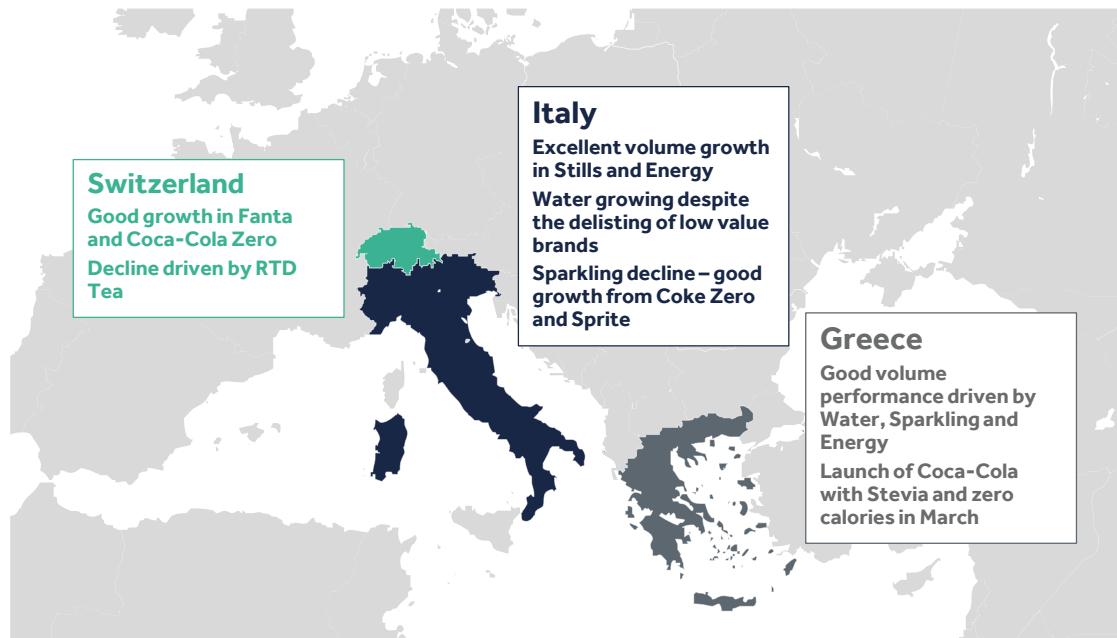 Switzerland
Good growth in Fanta
and Coca-Cola Zero
Decline driven by RTD
Tea
Italy
Excellent volume growth
in Stills and Energy
Water growing despite
the delisting of low value
brands
Sparkling decline – good
growth from Coke Zero
and Sprite
Greece
Good volume
performance driven by
Water, Sparkling and
Energy
Launch of Coca-Cola
with Stevia and zero
calories in March